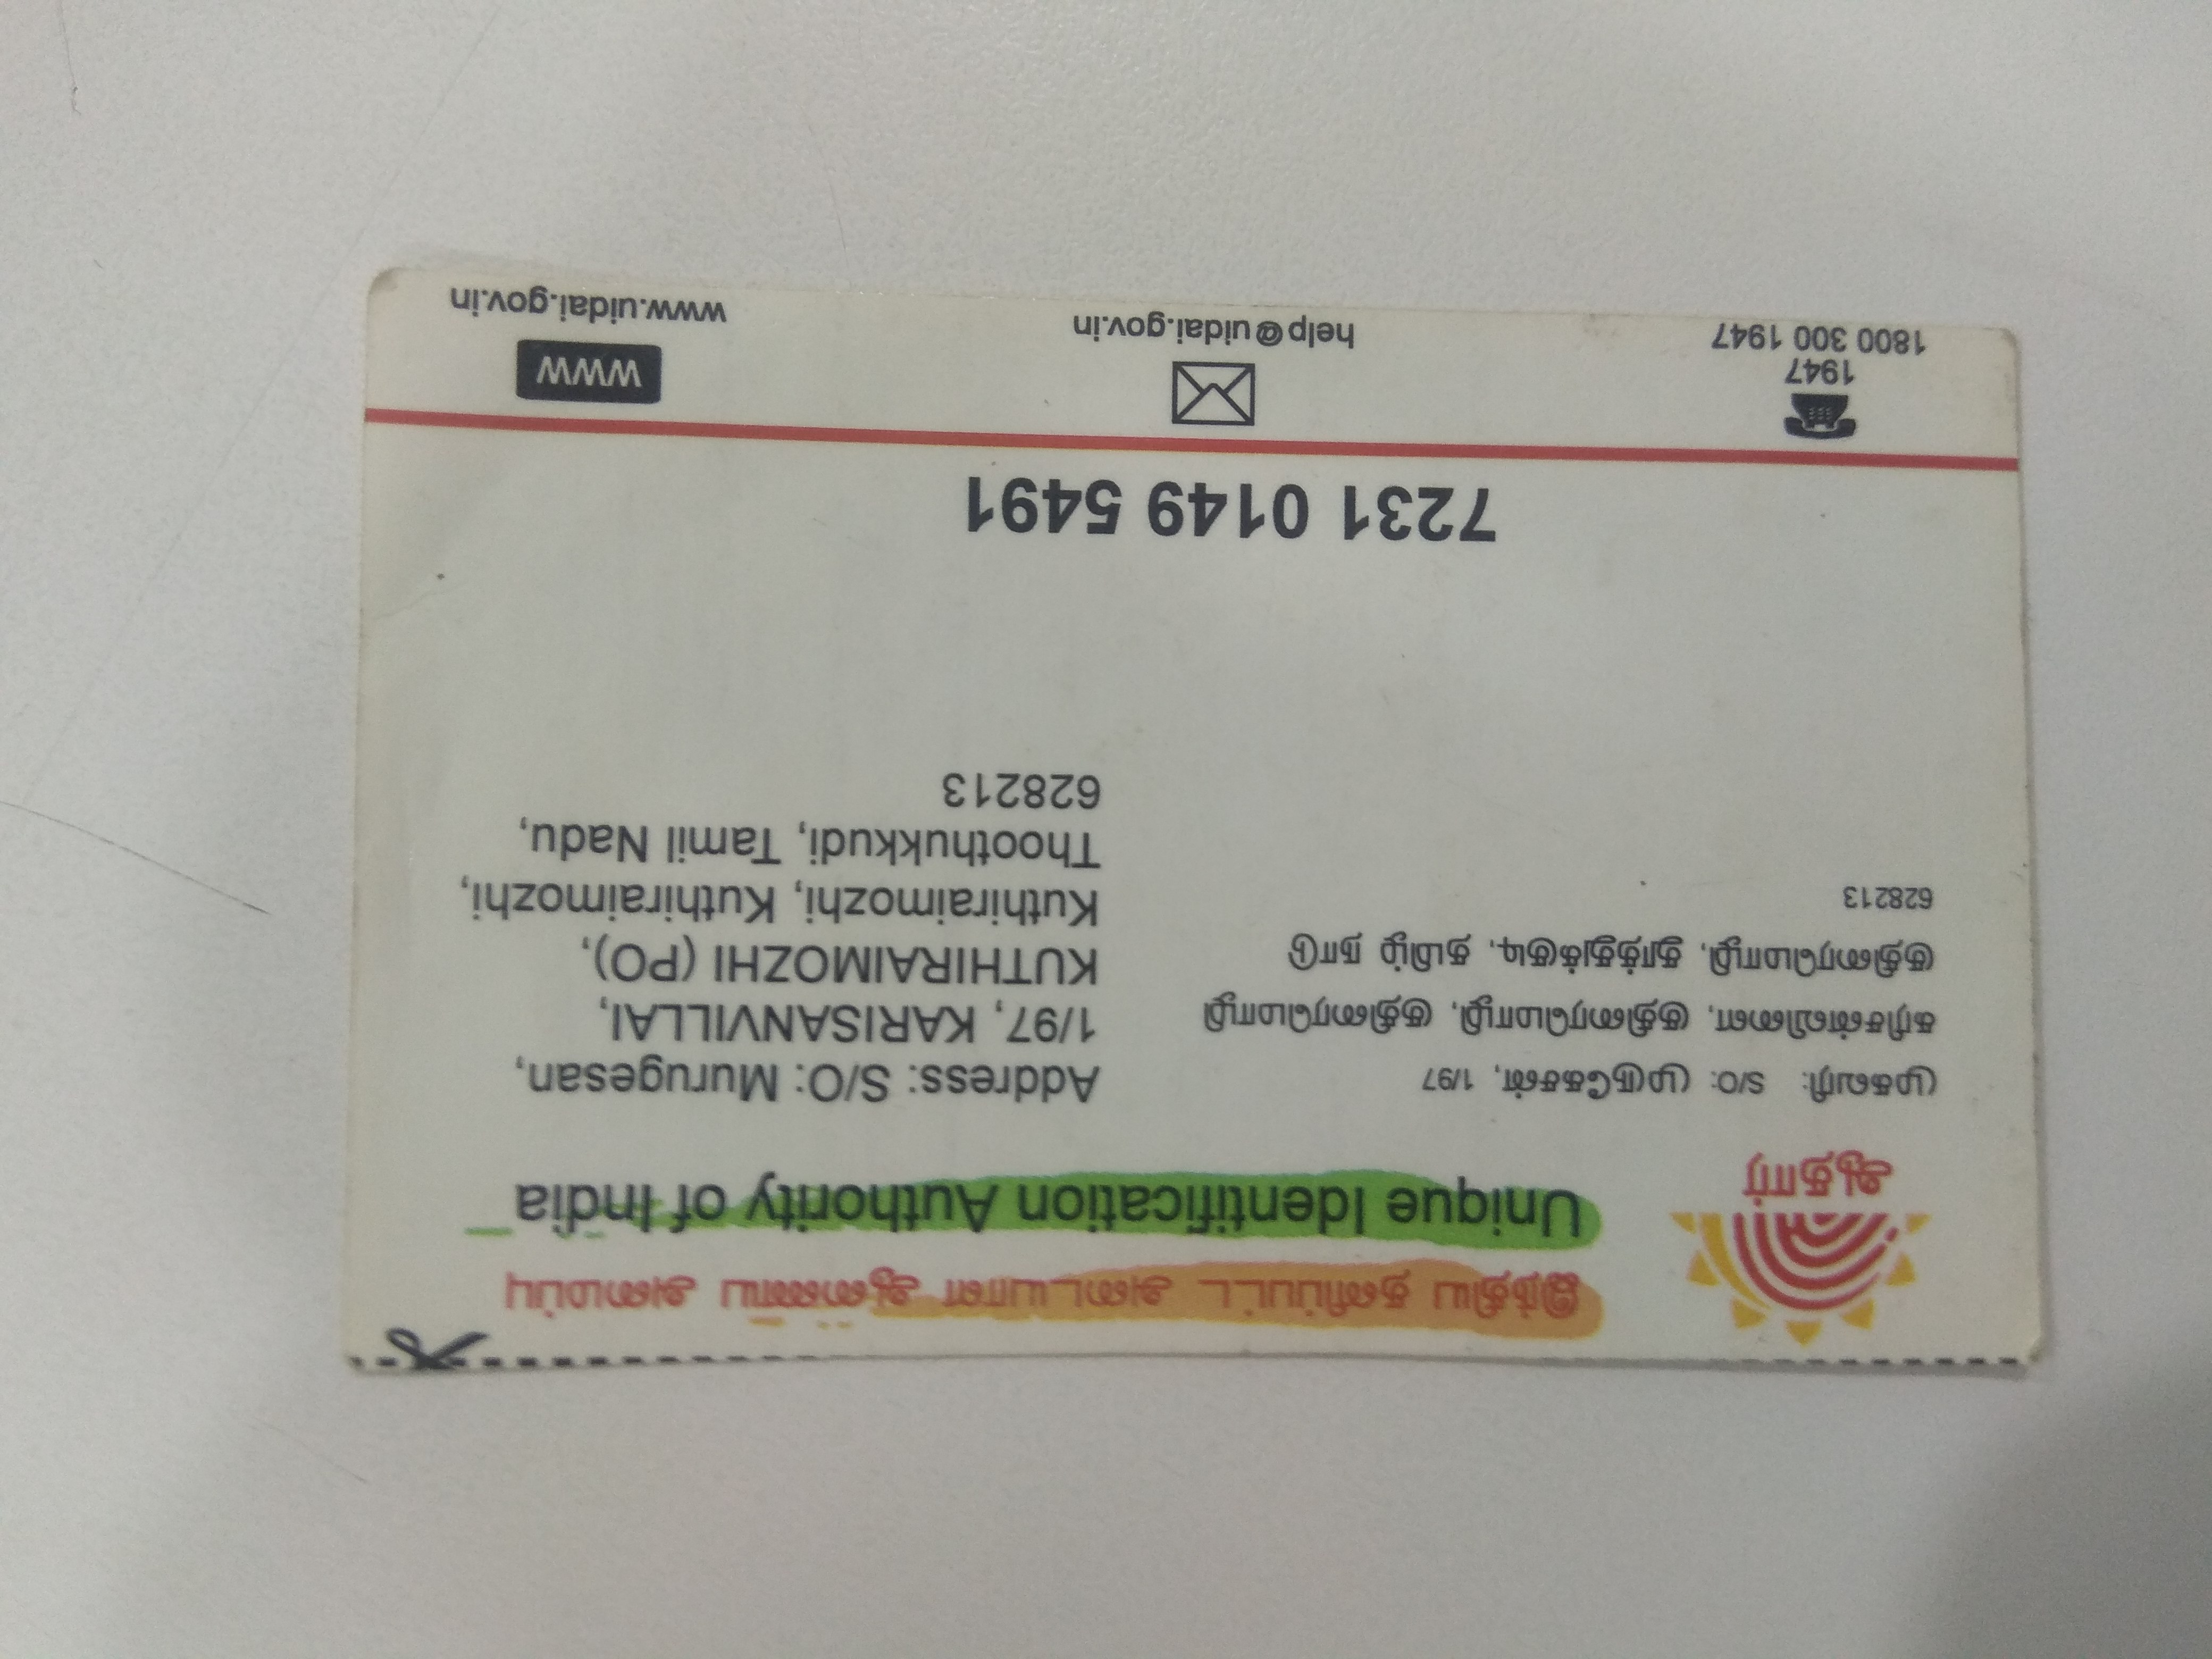 இந்திய தனிப்பட்ட அடையாள ஆணைய அமைப்பு
Unique Identification Authority of India
ஆதார்
முகவரி: S/O: முருகேசன், 1/97
கரிசன்விளை, குதிரைமொழி, குதிரைமொழி
குதிரைமொழி, தூத்துக்குடி, தமிழ் நாடு
628213
Address: S/O: Murugesan,
1/97, KARISANVILLAI,
KUTHIRAIMOZHI (PO),
Kuthiraimozhi, Kuthiraimozhi,
Thoothukkudi, Tamil Nadu,
628213
7231 0149 5491
1947
1800 300 1947
help@uidai.gov.in
WWW
www.uidai.gov.in